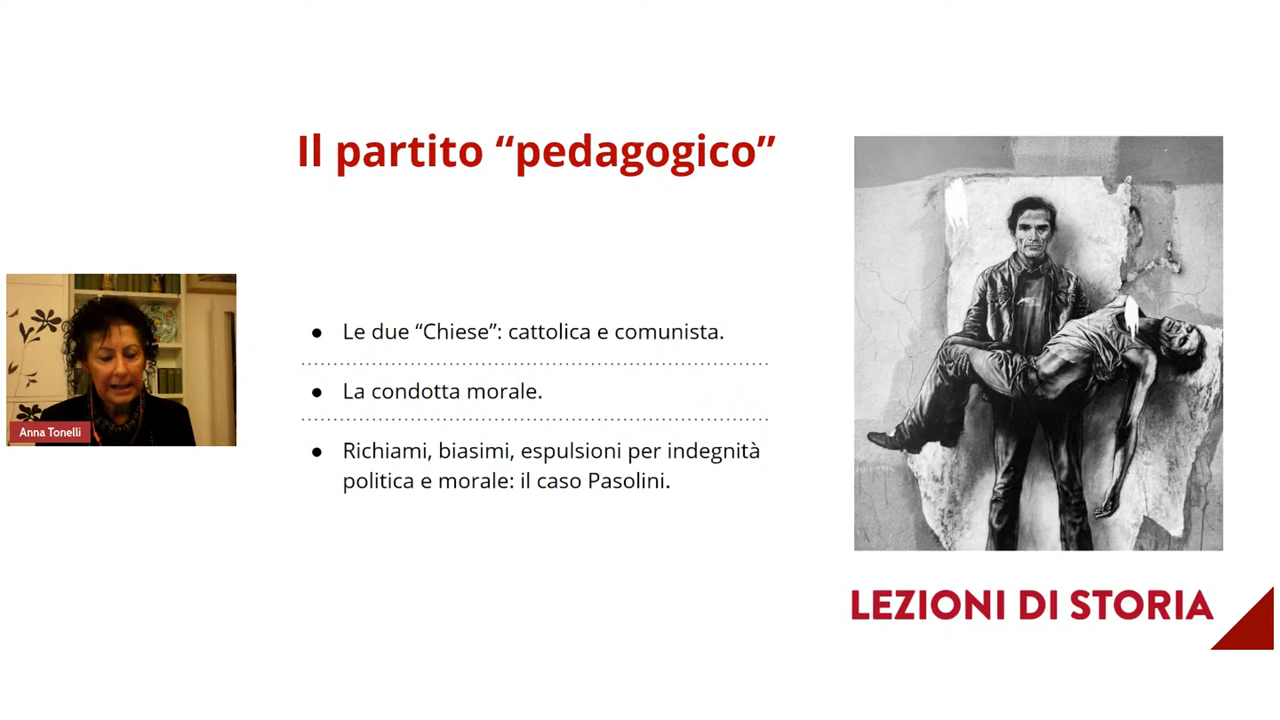 Il partito “pedagogico”
● Le due “Chiese”: cattolica e comunista.
● La condotta morale.
● Richiami, biasimi, espulsioni per indegnità
politica e morale: il caso Pasolini.
Anna Tonelli
LEZIONI DI STORIA